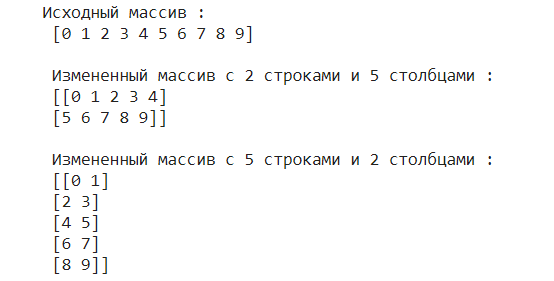 Исходный массив :
[0 1 2 3 4 5 6 7 8 9]
Измененный массив с 2 строками и 5 столбцами :
[[0 1 2 3 4]
[5 6 7 8 9]]
Измененный массив с 5 строками и 2 столбцами :
[[0 1]
[2 3]
[4 5]
[6 7]
[8 9]]